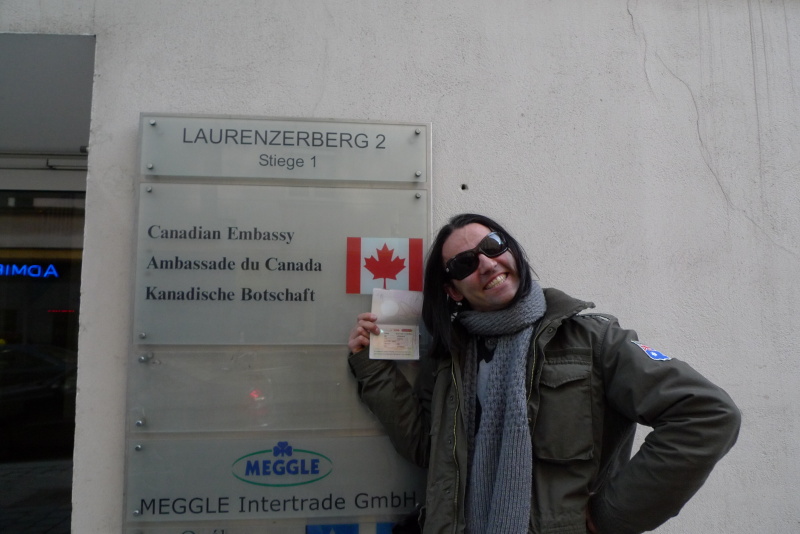 LAURENZERBERG 2
Stiege 1
Canadian Embassy
Ambassade du Canada
Kanadische Botschaft
MEGGLE
MEGGLE Intertrade GmbH